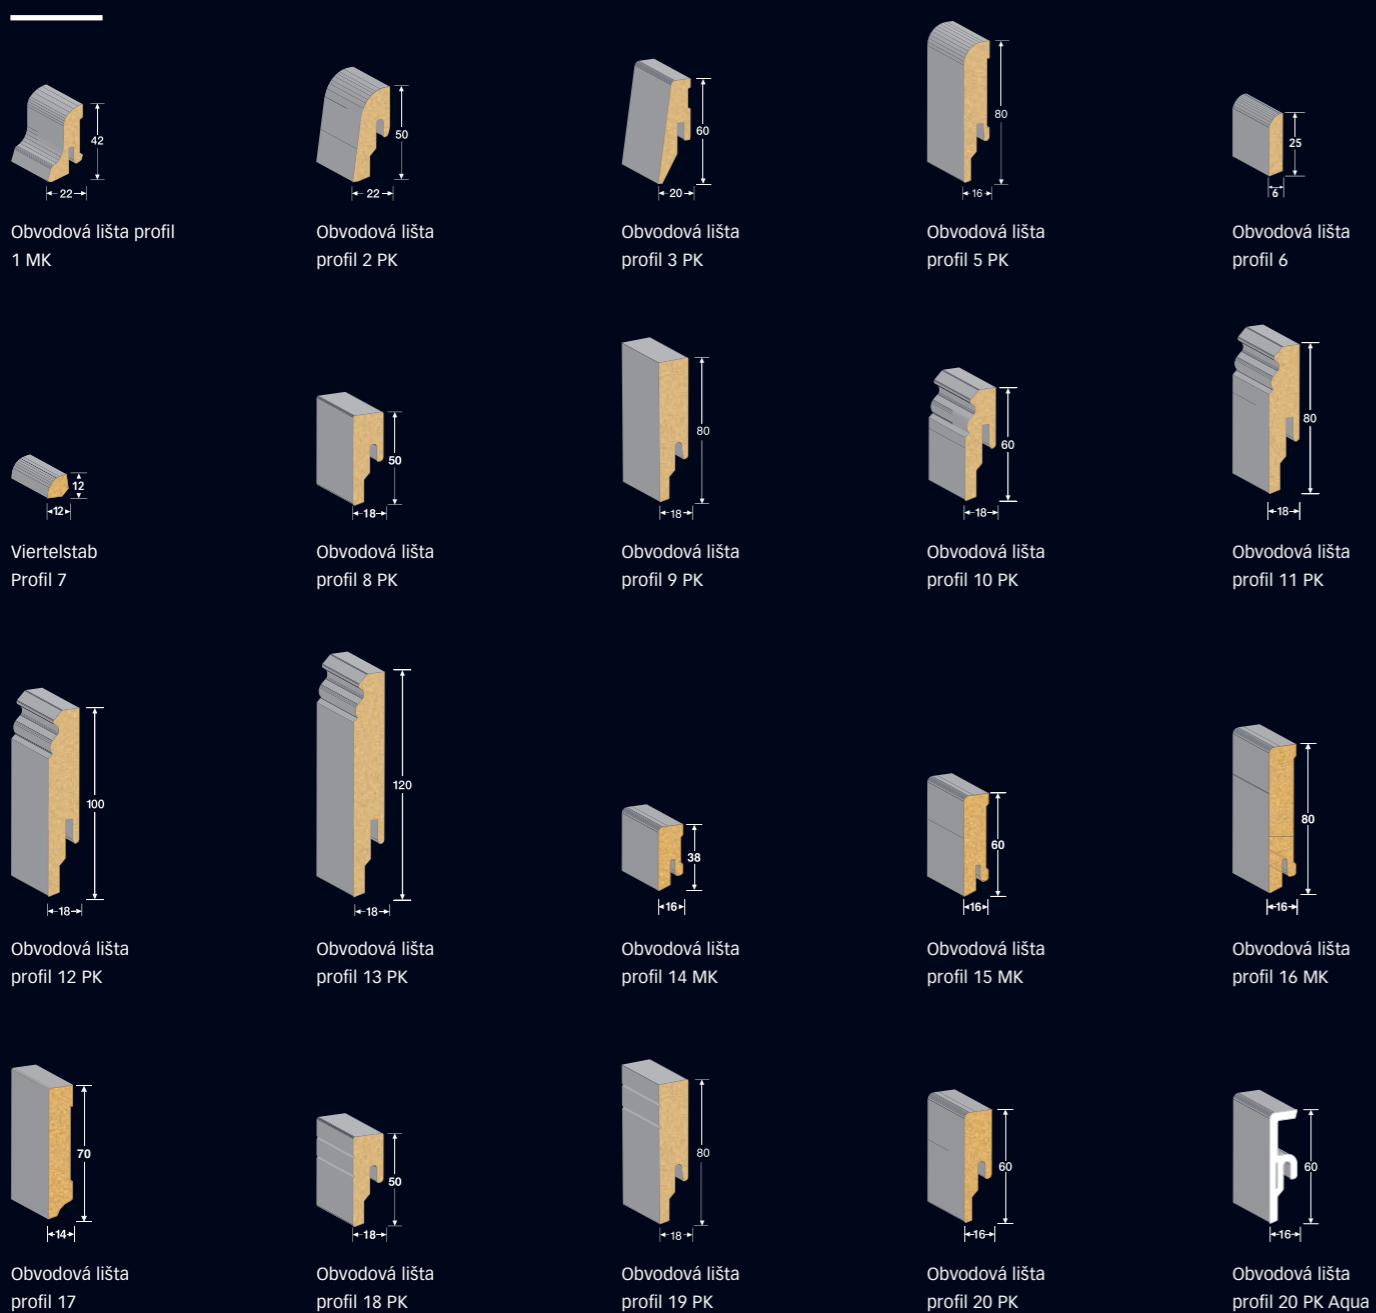 42
22
Obvodová lišta profil
1 MK
50
22
Obvodová lišta
profil 2 PK
60
20
Obvodová lišta
profil 3 PK
80
16
Obvodová lišta
profil 5 PK
25
6
Obvodová lišta
profil 6
12
12
Viertelstab
Profil 7
50
18
Obvodová lišta
profil 8 PK
80
18
Obvodová lišta
profil 9 PK
60
18
Obvodová lišta
profil 10 PK
80
18
Obvodová lišta
profil 11 PK
100
18
Obvodová lišta
profil 12 PK
120
18
Obvodová lišta
profil 13 PK
38
16
Obvodová lišta
profil 14 MK
60
16
Obvodová lišta
profil 15 MK
80
16
Obvodová lišta
profil 16 MK
70
14
Obvodová lišta
profil 17
50
18
Obvodová lišta
profil 18 PK
80
18
Obvodová lišta
profil 19 PK
60
16
Obvodová lišta
profil 20 PK
60
16
Obvodová lišta
profil 20 PK Aqua